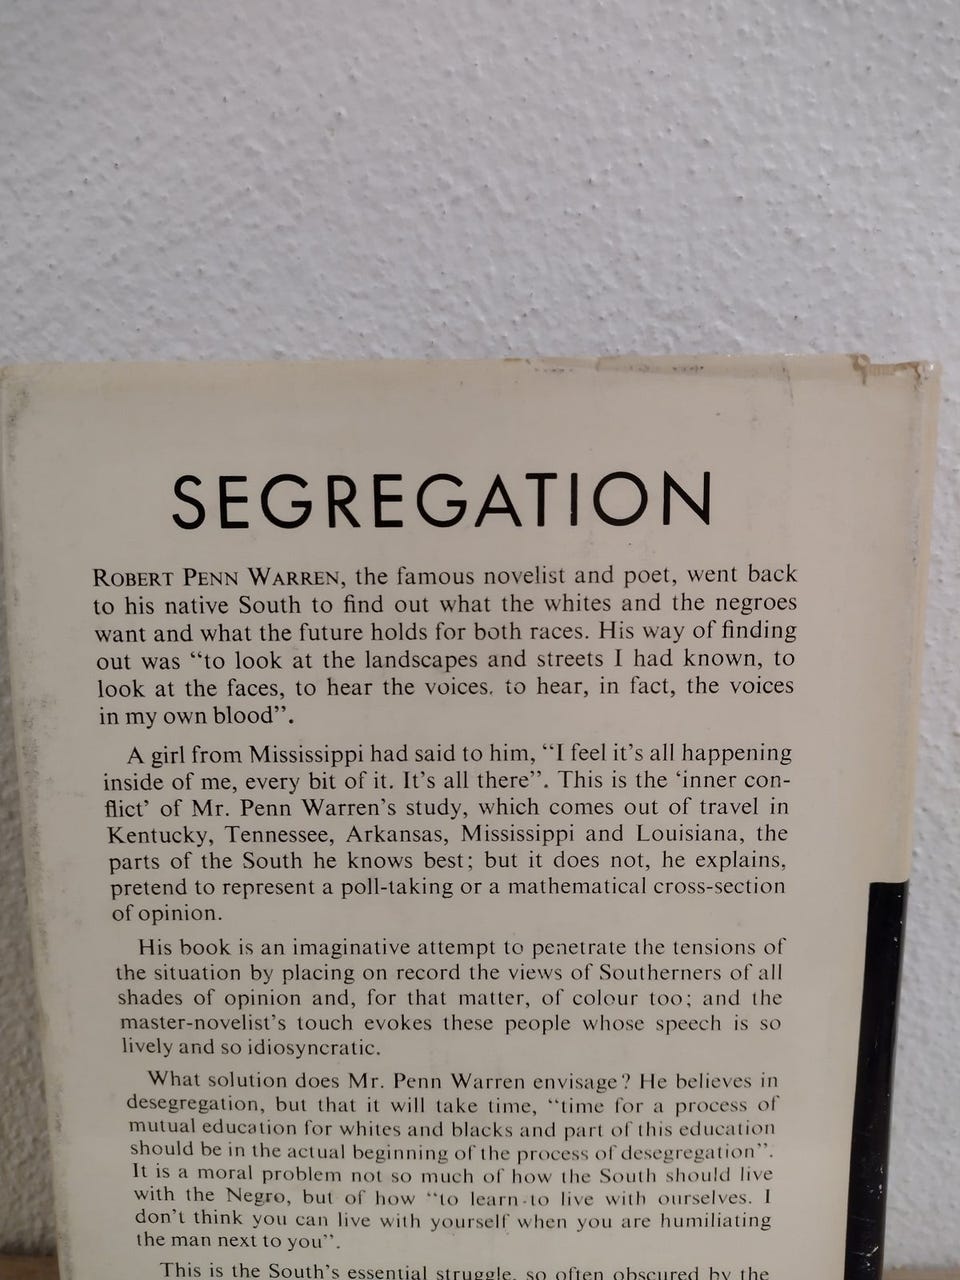 SEGREGATION
ROBERT PENN WARREN, the famous novelist and poet, went back
to his native South to find out what the whites and the negroes
want and what the future holds for both races. His way of finding
out was “to look at the landscapes and streets I had known, to
look at the faces, to hear the voices, to hear, in fact, the voices
in my own blood”.
A girl from Mississippi had said to him, “I feel it’s all happening
inside of me, every bit of it. It’s all there”. This is the ‘inner con-
flict’ of Mr. Penn Warren’s study, which comes out of travel in
Kentucky, Tennessee, Arkansas, Mississippi and Louisiana, the
parts of the South he knows best; but it does not, he explains,
pretend to represent a poll-taking or a mathematical cross-section
of opinion.
His book is an imaginative attempt to penetrate the tensions of
the situation by placing on record the views of Southerners of all
shades of opinion and, for that matter, of colour too; and the
master-novelist’s touch evokes these people whose speech is so
lively and so idiosyncratic.
What solution does Mr. Penn Warren envisage? He believes in
desegregation, but that it will take time, “time for a process of
mutual education for whites and blacks and part of this education
should be in the actual beginning of the process of desegregation”.
It is a moral problem not so much of how the South should live
with the Negro, but of how “to learn to live with ourselves. I
don’t think you can live with yourself when you are humiliating
the man next to you”.
This is the South’s essential struggle, so often obscured by the